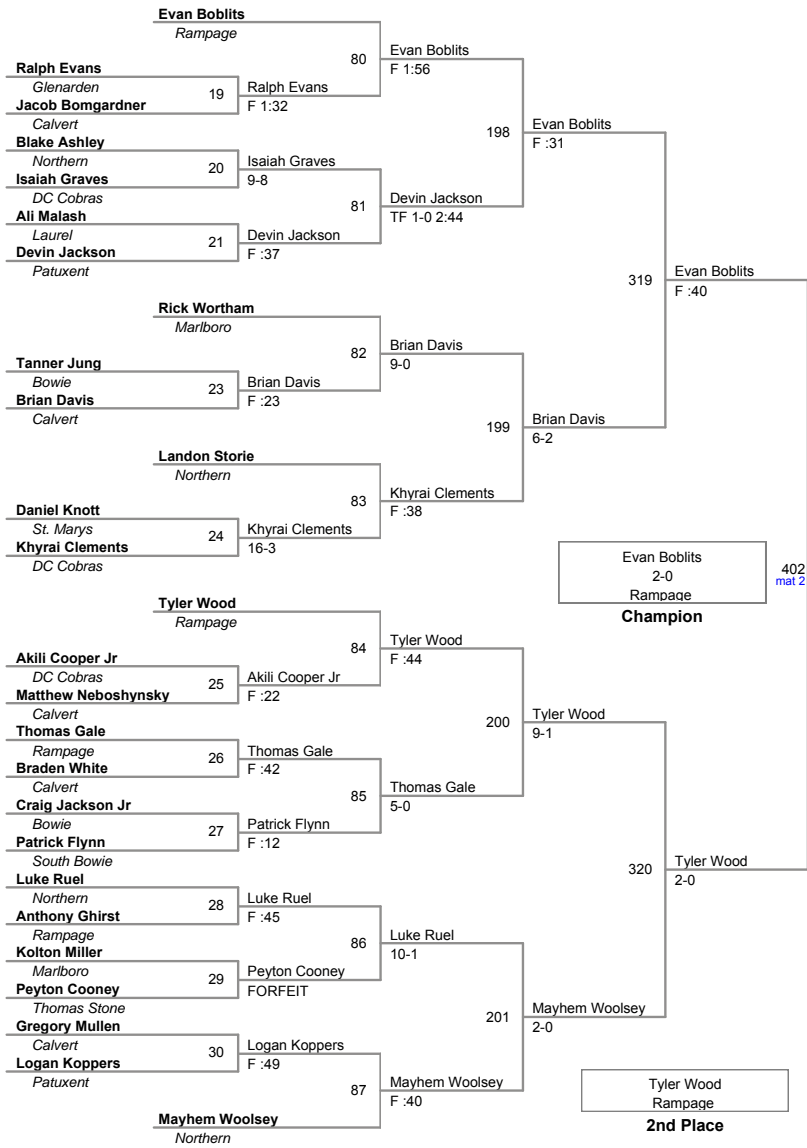 Evan Boblits
Rampage
80
Evan Boblits
F 1:56
Ralph Evans
Glenarden
19
Ralph Evans
F 1:32
Jacob Bomgardner
Calvert
198
Evan Boblits
F :31
Blake Ashley
Northern
20
Isaiah Graves
9-8
Isaiah Graves
DC Cobras
81
Devin Jackson
TF 1-0 2:44
Ali Malash
Laurel
21
Devin Jackson
F :37
Devin Jackson
Patuxent
319
Evan Boblits
F :40
Rick Wortham
Marlboro
82
Brian Davis
9-0
Tanner Jung
Bowie
23
Brian Davis
F :23
Brian Davis
Calvert
199
Brian Davis
6-2
Landon Storie
Northern
83
Khyrai Clements
F :38
Daniel Knott
St. Marys
24
Khyrai Clements
16-3
Khyrai Clements
DC Cobras
Evan Boblits
2-0
Rampage
Champion
402
mat 2
Tyler Wood
Rampage
84
Tyler Wood
F :44
Akili Cooper Jr
DC Cobras
25
Akili Cooper Jr
F :22
Matthew Neboshynsky
Calvert
200
Tyler Wood
9-1
Thomas Gale
Rampage
26
Thomas Gale
F :42
Braden White
Calvert
85
Thomas Gale
5-0
Craig Jackson Jr
Bowie
27
Patrick Flynn
F :12
Patrick Flynn
South Bowie
320
Tyler Wood
2-0
Luke Ruel
Northern
28
Luke Ruel
F :45
Anthony Ghirst
Rampage
86
Luke Ruel
10-1
Kolton Miller
Marlboro
29
Peyton Cooney
FORFEIT
Peyton Cooney
Thomas Stone
201
Mayhem Woolsey
2-0
Gregory Mullen
Calvert
30
Logan Koppers
F :49
Logan Koppers
Patuxent
87
Mayhem Woolsey
F :40
Mayhem Woolsey
Northern
Tyler Wood
Rampage
2nd Place